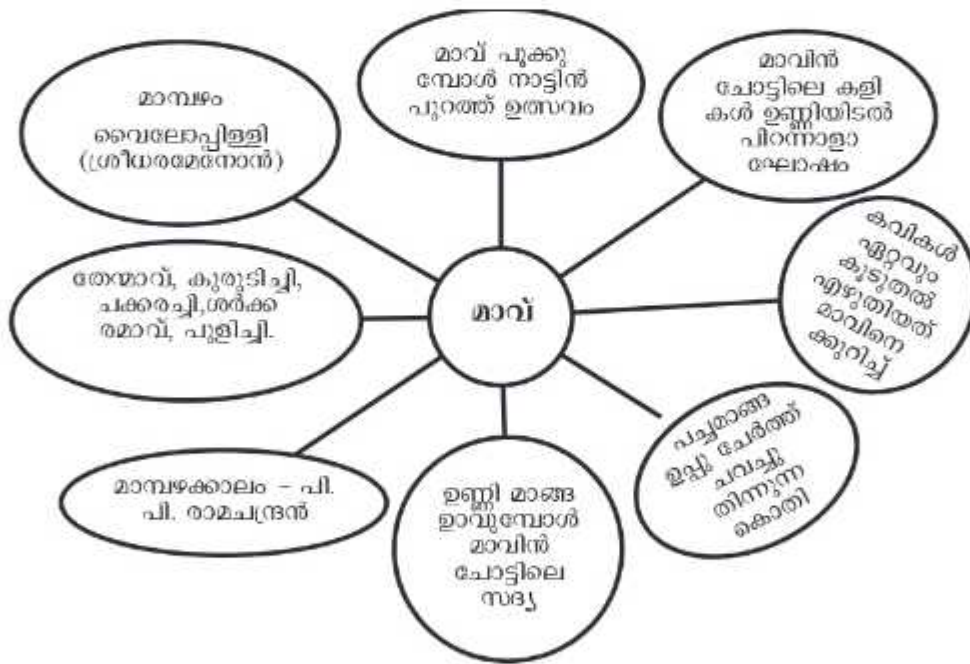 മാമ്പഴം
വൈലോപ്പിള്ളി
(ശ്രീധരമേനോൻ)
മാവ് പൂക്കു
മ്പോൾ നാട്ടിൻ
പുറത്ത് ഉത്സവം
മാവിൻ
ചോട്ടിലെ കളി
കൾ ഉണ്ണിയിടൽ
പിറന്നാളാ
ഘോഷം
കവികൾ
ഏറ്റവും
കൂടുതൽ
എഴുതിയത്
മാവിനെ
ക്കുറിച്ച്
തേന്മാവ്, കുരുടിച്ചി,
ചക്കരച്ചി,ശർക്ക
രമാവ്, പുളിച്ചി.
മാവ്
പച്ചമാങ്ങ
ഉപ്പു ചേർത്ത്
ചവച്ചു
തിന്നുന്ന
കൊതി
മാമ്പഴക്കാലം – പി.
പി. രാമചന്ദ്രൻ
ഉണ്ണി മാങ്ങ
ഉാവുമ്പോൾ
മാവിൻ
ചോട്ടിലെ
സദ്യ